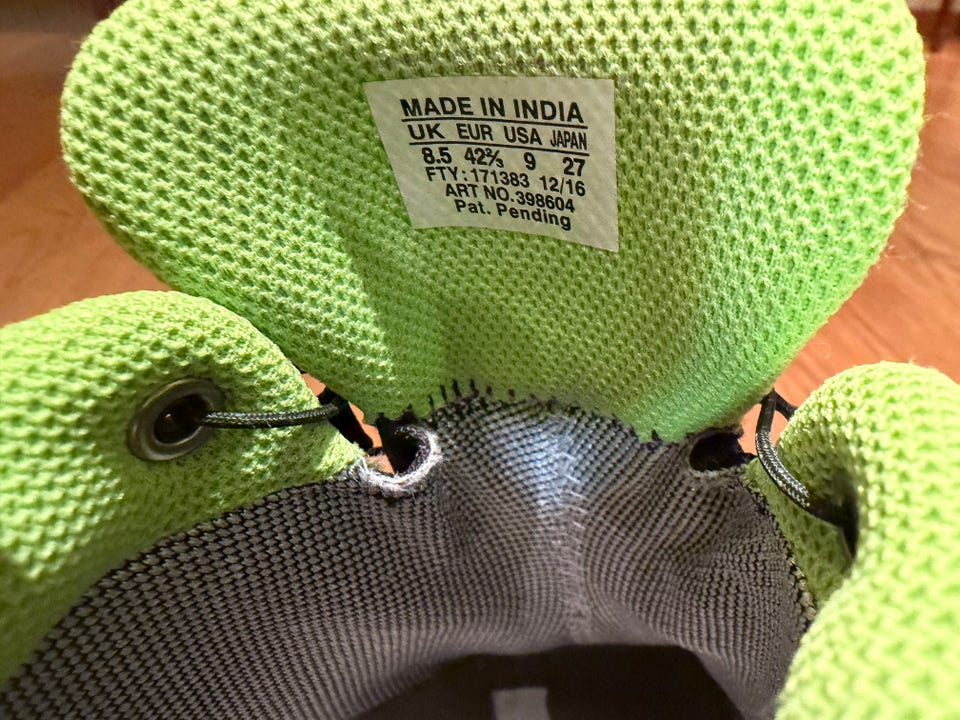 MADE IN INDIA
UK EUR USA JAPAN
8.5 42⅔ 9 27
FTY:171383 12/16
ART NO.398604
Pat. Pending